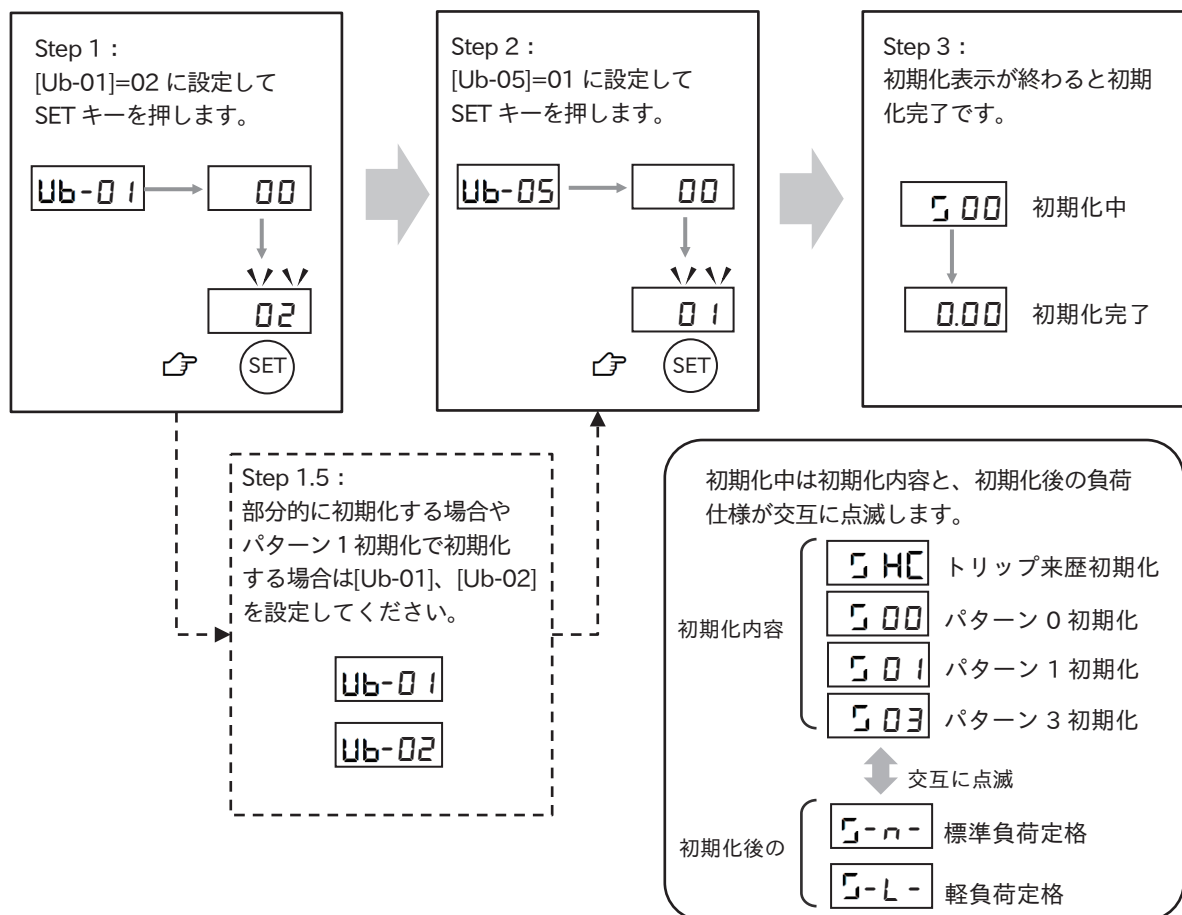 Step 1：
[Ub-01]=02 に設定して
SET キーを押します。
Ub-01
00
02
SET
Step 2：
[Ub-05]=01 に設定して
SET キーを押します。
Ub-05
00
01
SET
Step 3：
初期化表示が終わると初期
化完了です。
5 00 初期化中
0.00 初期化完了
Step 1.5：
部分的に初期化する場合や
パターン１初期化で初期化
する場合は[Ub-01]、[Ub-02]
を設定してください。
Ub-01
Ub-02
初期化中は初期化内容と、初期化後の負荷
仕様が交互に点滅します。
初期化内容
5 HC トリップ来歴初期化
5 00 パターン 0 初期化
5 01 パターン 1 初期化
5 03 パターン 3 初期化
交互に点滅
初期化後の
5-n- 標準負荷定格
5-L- 軽負荷定格